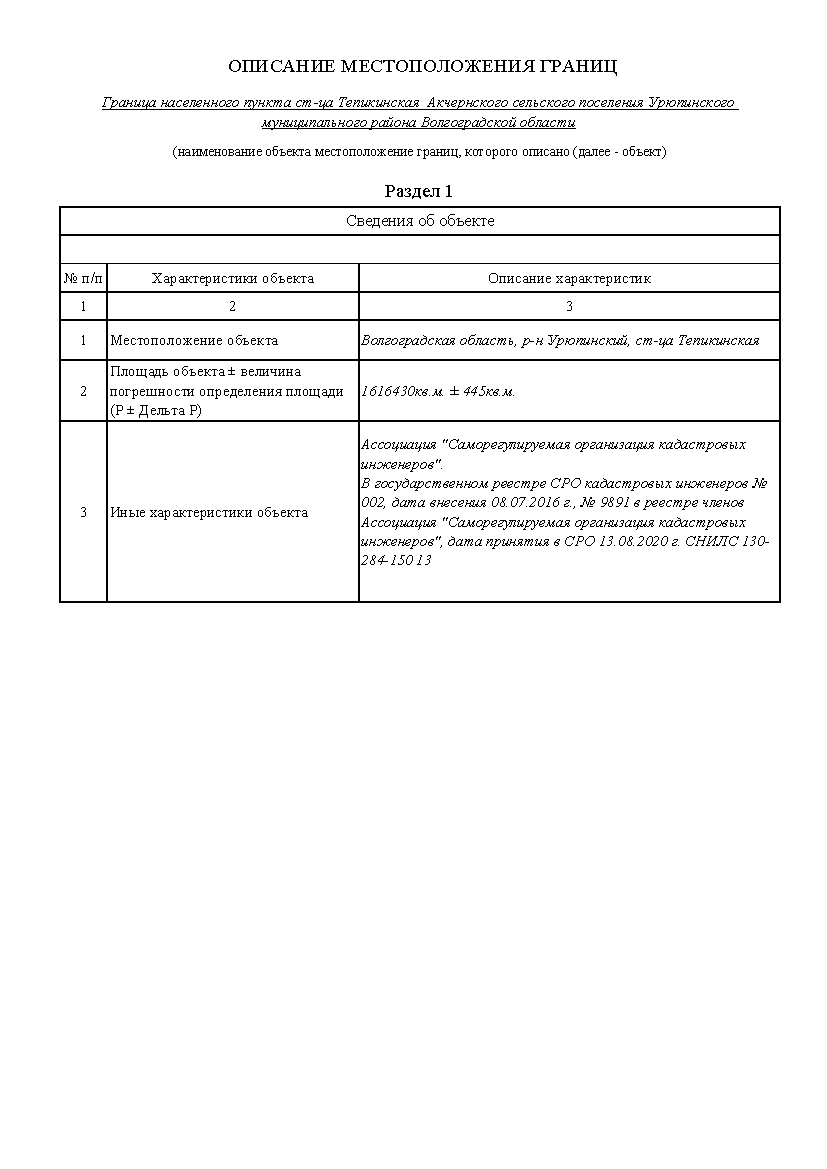 ОПИСАНИЕ МЕСТОПОЛОЖЕНИЯ ГРАНИЦ
Граница населенного пункта ст-ца Тепикинская Акчернского сельского поселения Урюпинского
муниципального района Волгоградской области
(наименование объекта местоположение границ, которого описано (далее - объект)
Раздел 1
Сведения об объекте
№ п/п Характеристики объекта Описание характеристик
1 2 3
1 Местоположение объекта Волгоградская область, р-н Урюпинский, ст-ца Тепикинская
2
Площадь объекта ± величина
погрешности определения площади
(P ± Дельта P)
1616430кв.м. ± 445кв.м.
3 Иные характеристики объекта
Ассоциация "Саморегулируемая организация кадастровых
инженеров".
В государственном реестре СРО кадастровых инженеров №
002, дата внесения 08.07.2016 г., № 9891 в реестре членов
Ассоциация "Саморегулируемая организация кадастровых
инженеров", дата принятия в СРО 13.08.2020 г. СНИЛС 130-
284-150 13